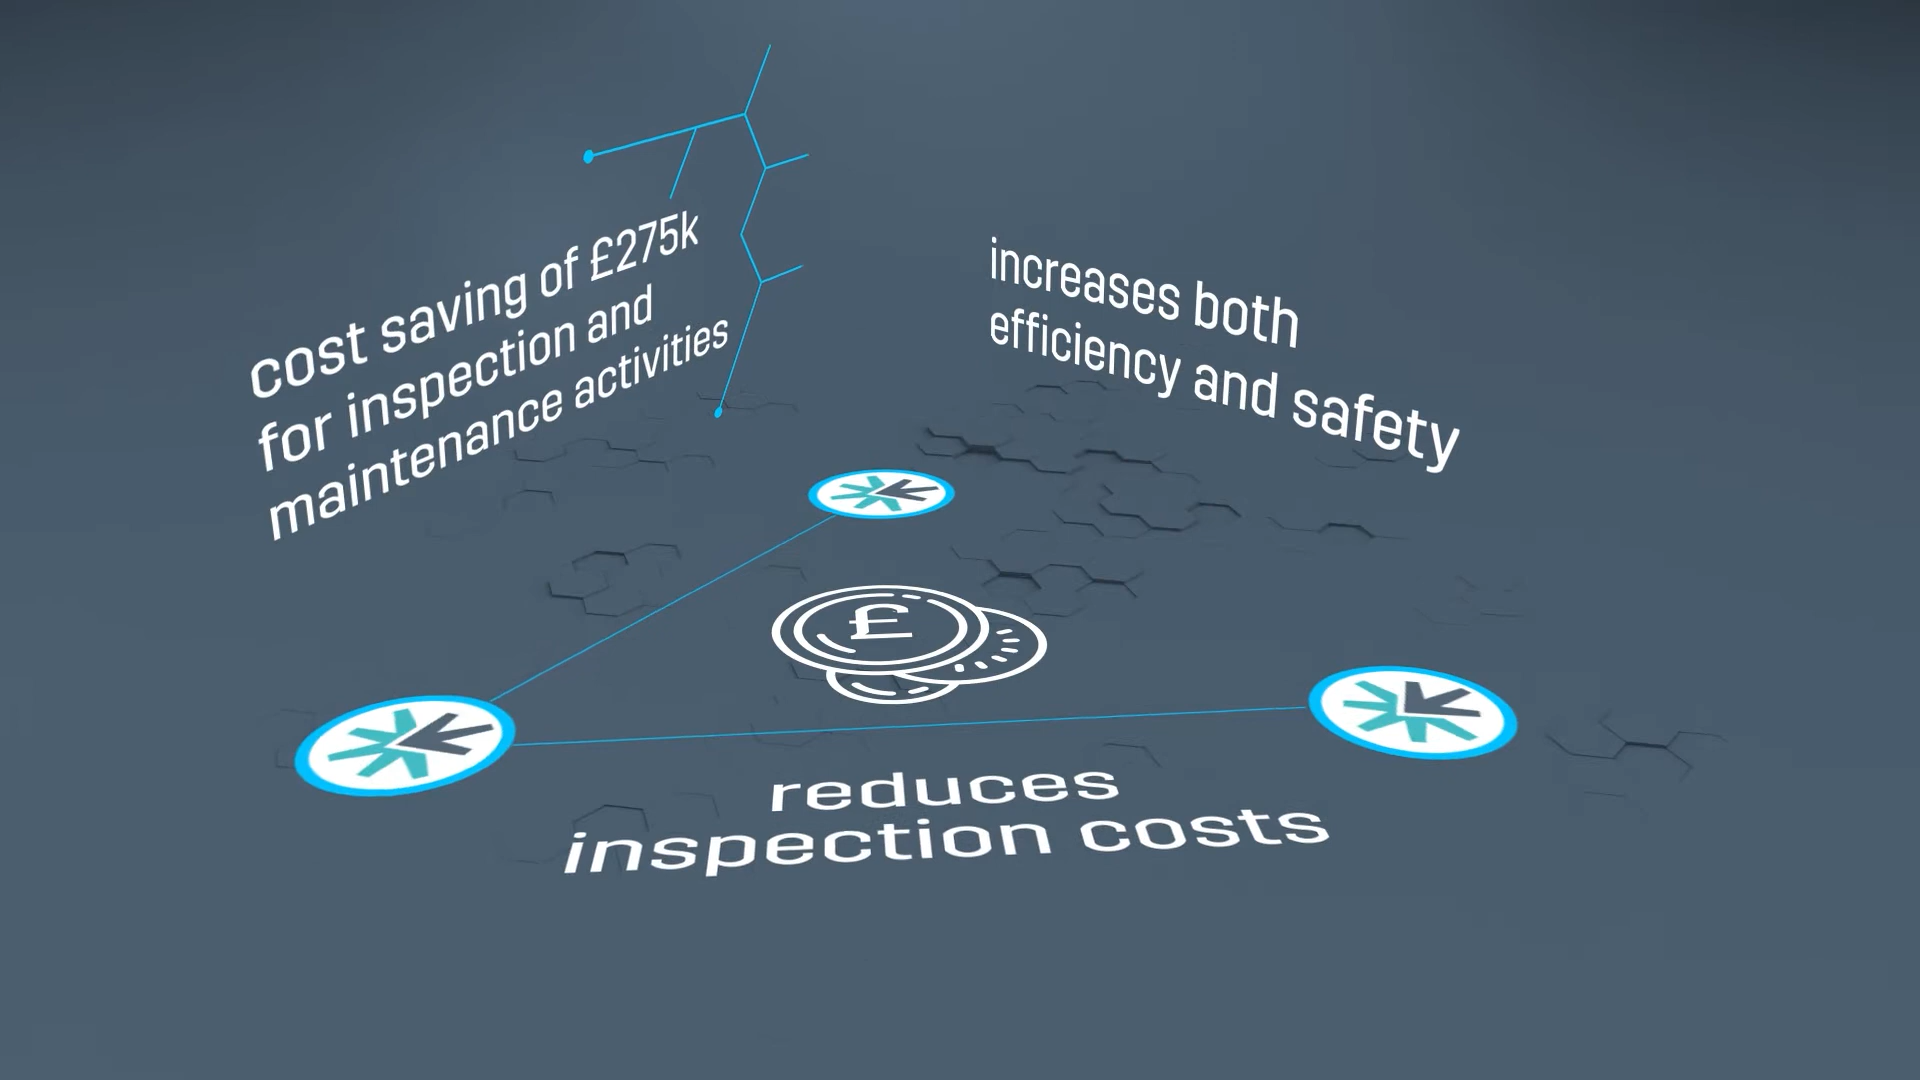 cost saving of £275k
for inspection and
maintenance activities
increases both
efficiency and safety
£
reduces
inspection costs